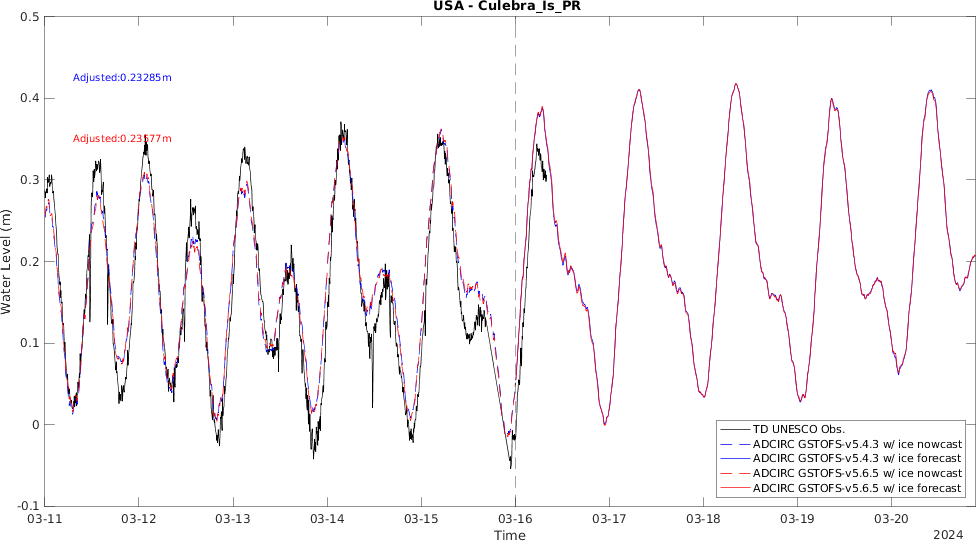 USA - Culebra_Is_PR
0.5
0.4
0.3
0.2
0.1
0
-0.1
Water Level (m)
Adjusted:0.23285m
Adjusted:0.23577m
TD UNESCO Obs.
ADCIRC GSTOFS-v5.4.3 w/ ice nowcast
ADCIRC GSTOFS-v5.4.3 w/ ice forecast
ADCIRC GSTOFS-v5.6.5 w/ ice nowcast
ADCIRC GSTOFS-v5.6.5 w/ ice forecast
03-11 03-12 03-13 03-14 03-15 03-16 03-17 03-18 03-19 03-20
Time
2024